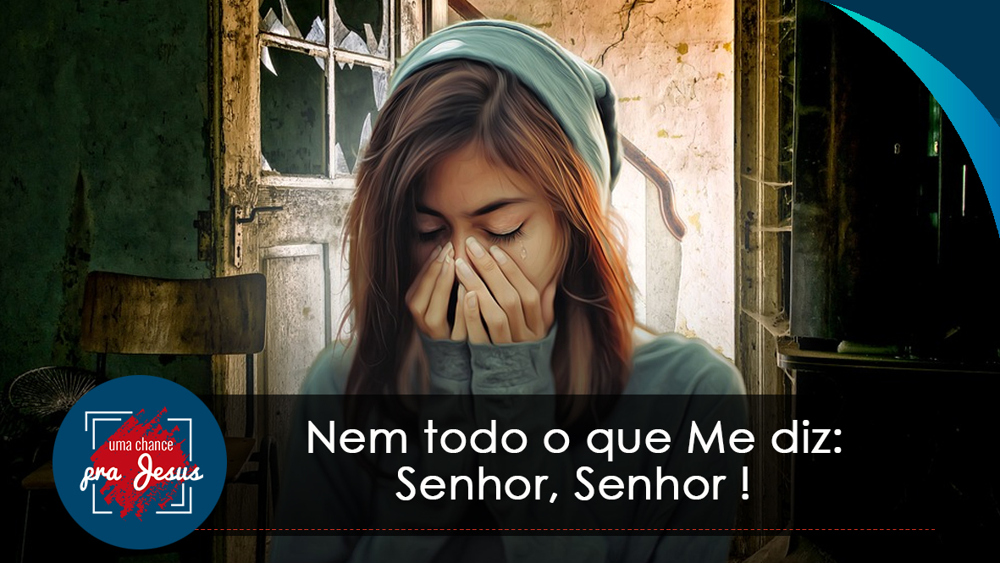 Nem todo o que Me diz:
Senhor, Senhor !
uma chance
pra Jesus